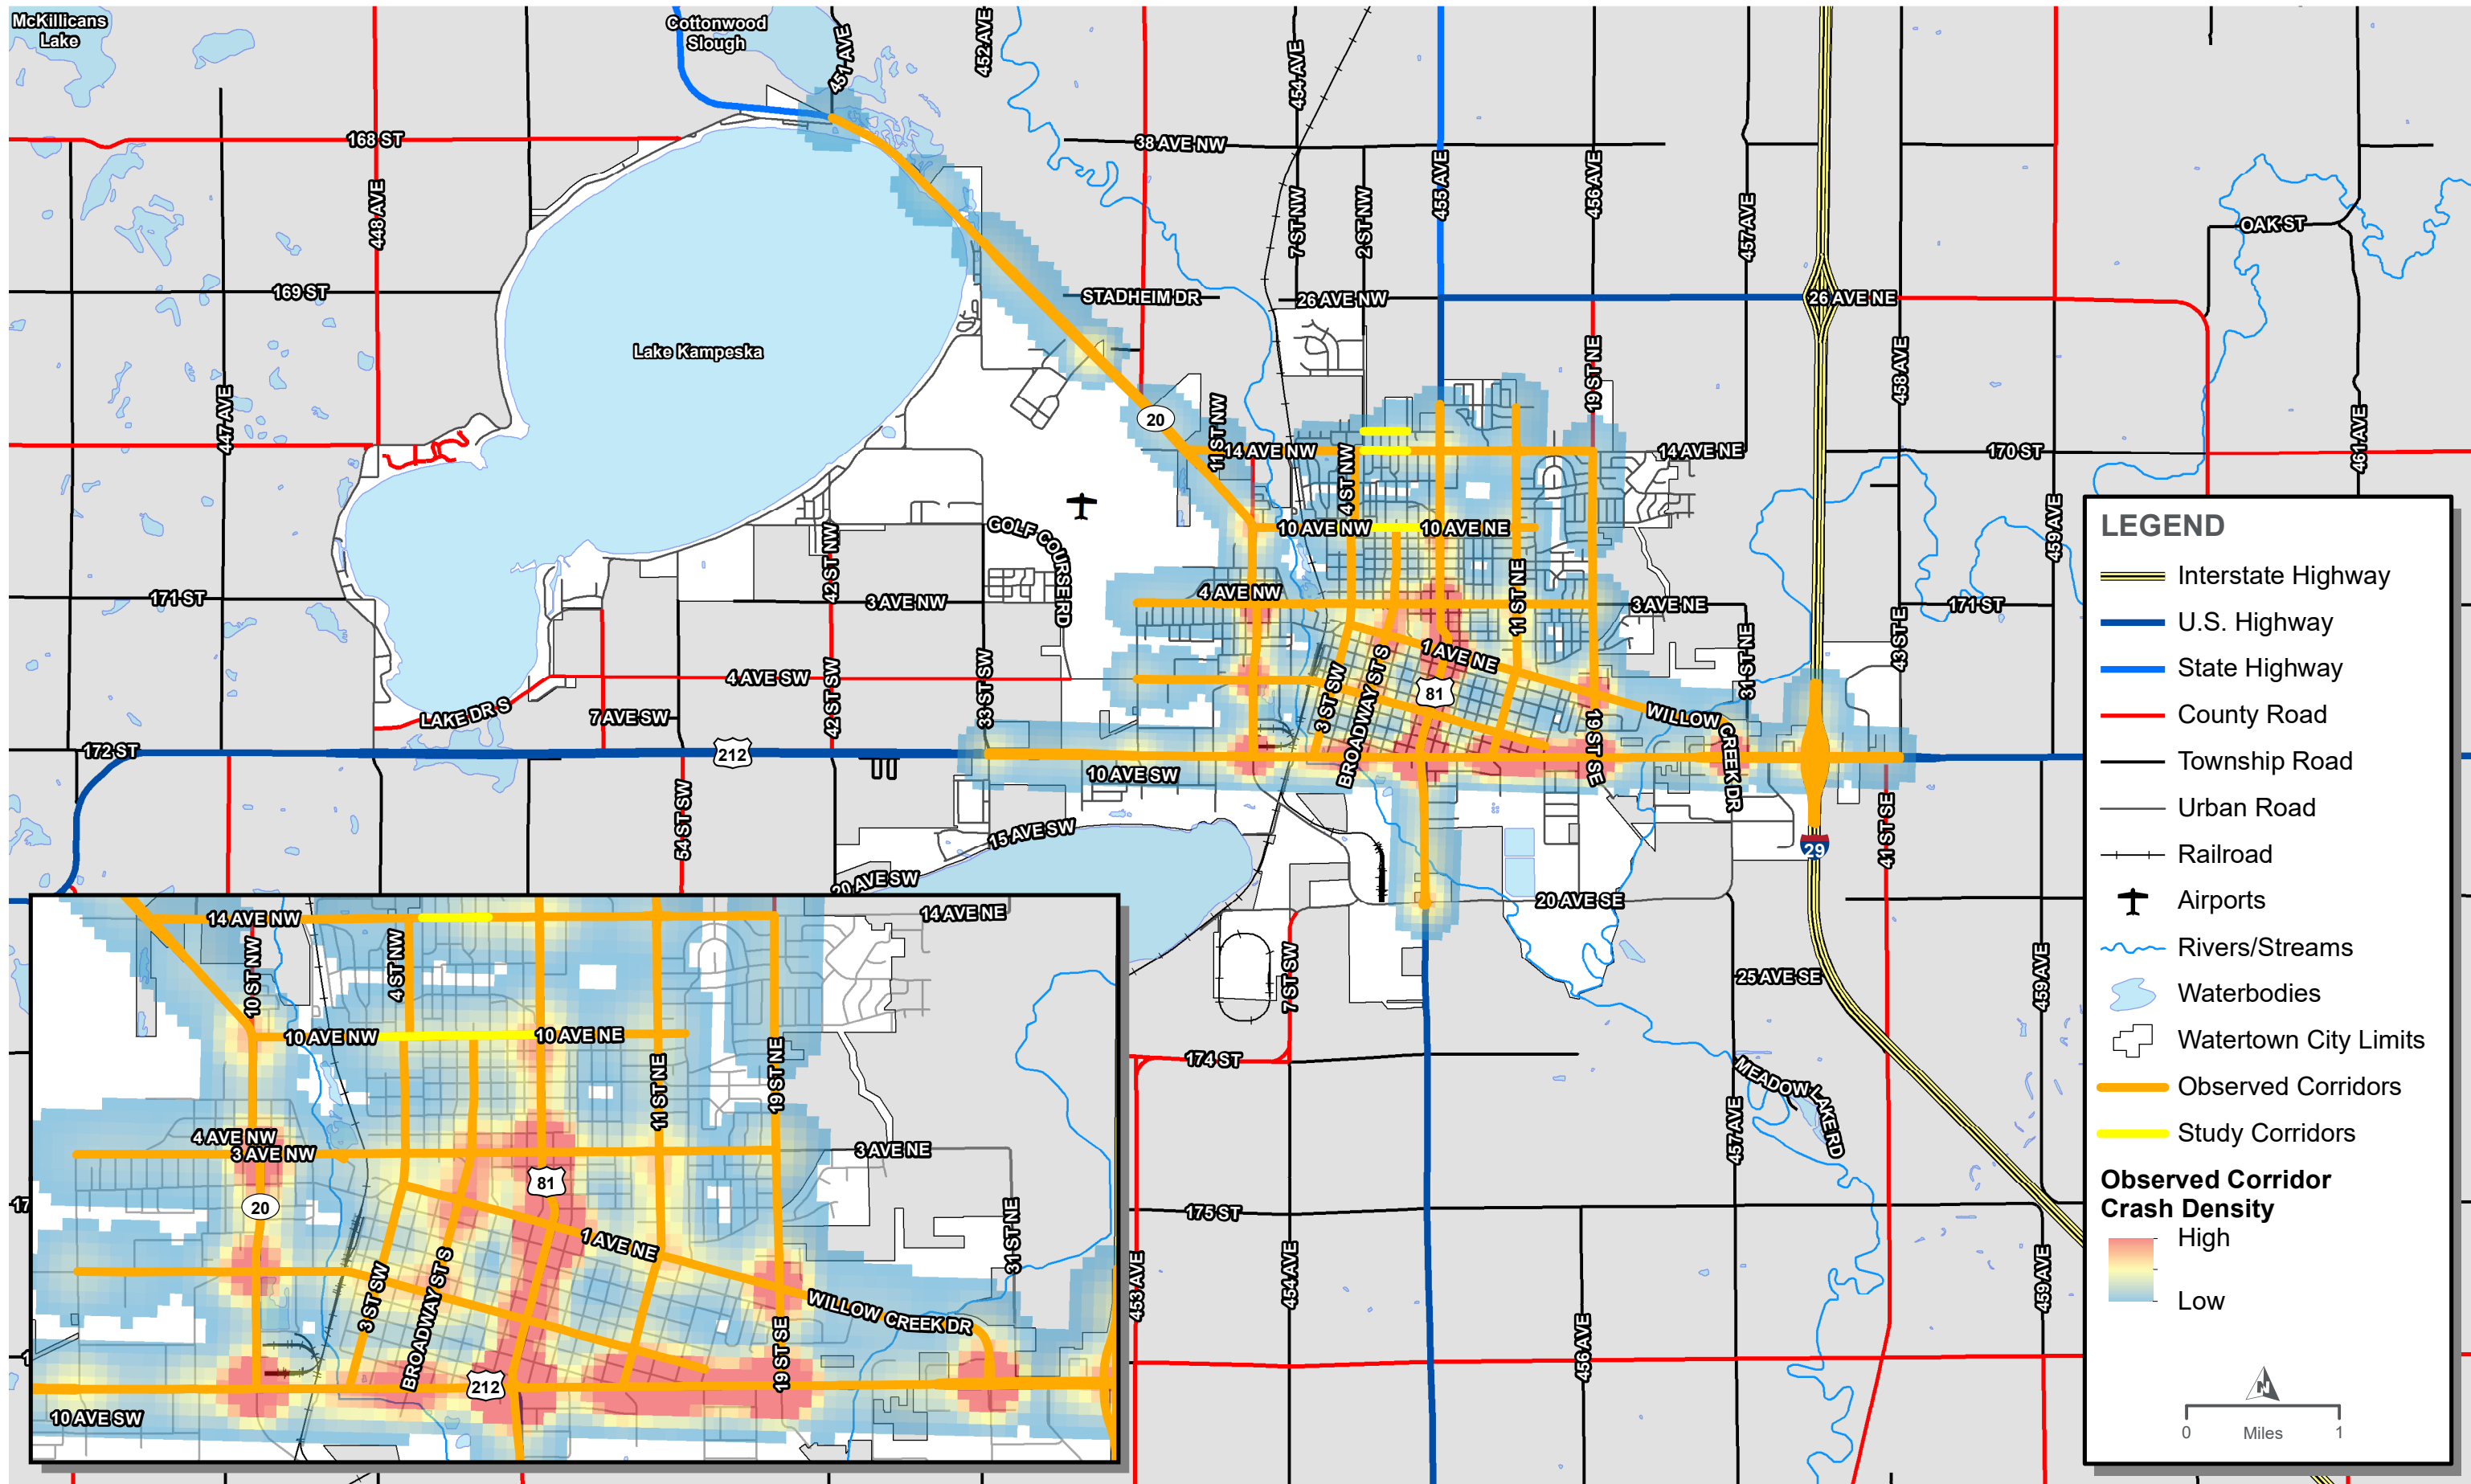 McKillicans
Lake
Cottonwood
Slough
451 AVE
452 AVE
454 AVE
168 ST
38 AVE NW
448 AVE
7 ST NW
2 ST NW
455 AVE
456 AVE
457 AVE
OAK ST
169 ST
STADHEIM DR
26 AVE NW
26 AVE NE
Lake Kampeska
19 ST NE
458 AVE
447 AVE
20
11 ST NW
14 AVE NW
4 ST NW
14 AVE NE
170 ST
461 AVE
GOLF COURSE RD
42 ST NW
10 AVE NW
10 AVE NE
459 AVE
171 ST
3 AVE NW
4 AVE NW
11 ST NE
3 AVE NE
171 ST
1 AVE NE
31 ST NE
43 ST E
4 AVE SW
42 ST SW
33 ST SW
3 ST SW
BROADWAY ST S
81
LAKE DR S
7 AVE SW
WILLOW CREEK DR
19 ST SE
172 ST
212
10 AVE SW
54 ST SW
15 AVE SW
29
41 ST SE
20 AVE SW
20 AVE SE
7 ST SW
25 AVE SE
459 AVE
174 ST
MEADOW LAKE RD
457 AVE
175 ST
453 AVE
454 AVE
456 AVE
459 AVE
14 AVE NW
10 ST NW
4 ST NW
14 AVE NE
10 AVE NW
10 AVE NE
11 ST NE
19 ST NE
4 AVE NW
3 AVE NW
3 AVE NE
81
20
1 AVE NE
31 ST NE
3 ST SW
BROADWAY ST S
WILLOW CREEK DR
19 ST SE
212
10 AVE SW
17
1
LEGEND
Interstate Highway
U.S. Highway
State Highway
County Road
Township Road
Urban Road
Railroad
Airports
Rivers/Streams
Waterbodies
Watertown City Limits
Observed Corridors
Study Corridors
Observed Corridor
Crash Density
High
Low
N
0 Miles 1